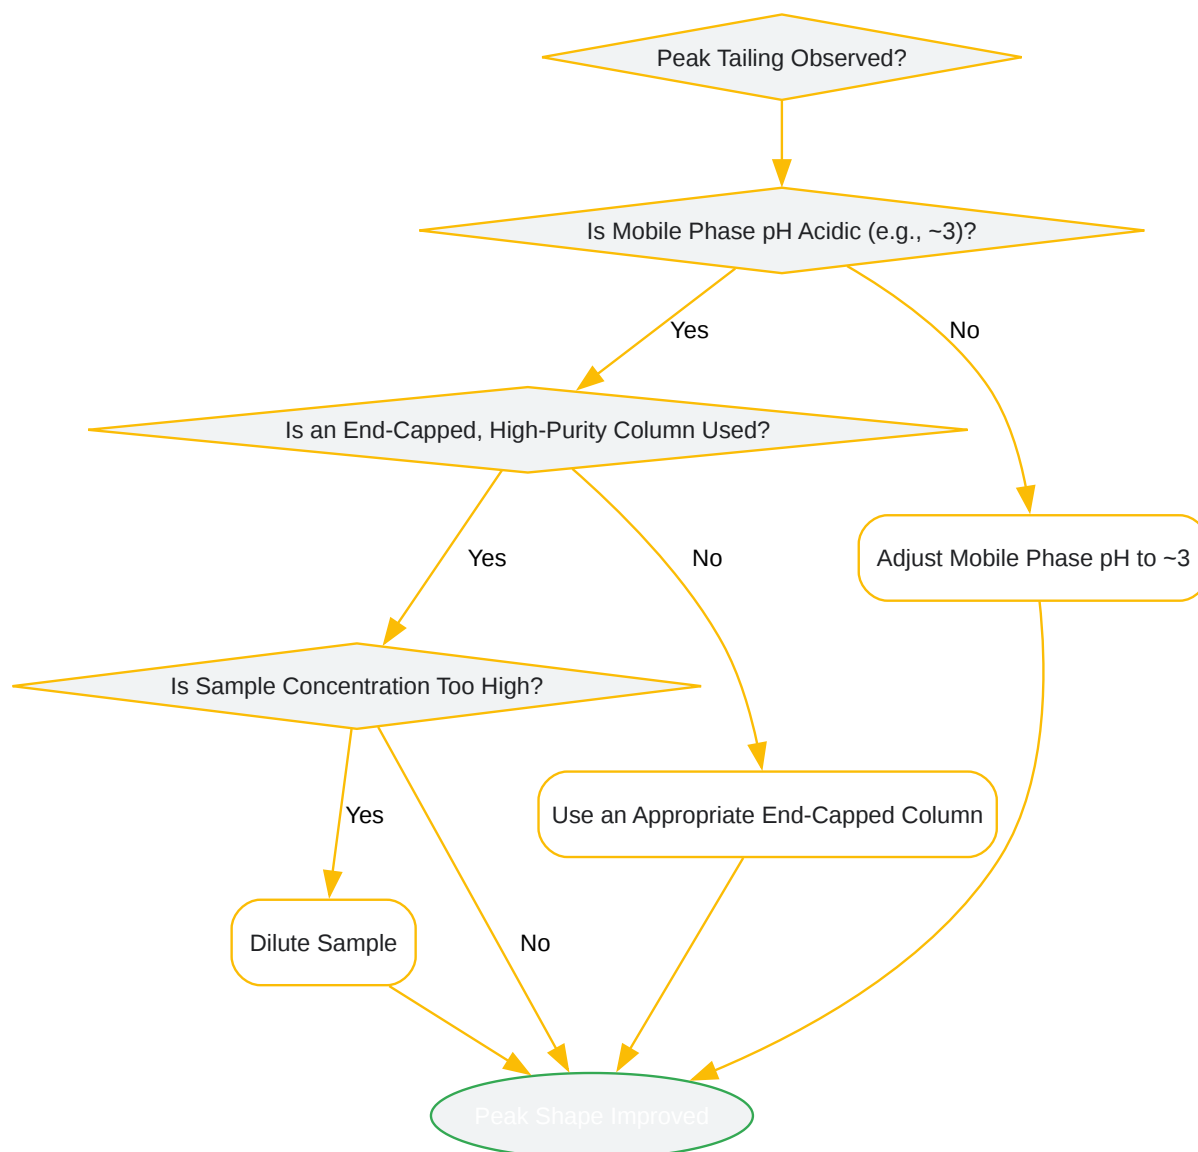 Peak Tailing Observed?
Is Mobile Phase pH Acidic (e.g., ~3)?
Yes
No
Is an End-Capped, High-Purity Column Used?
Yes
No
Adjust Mobile Phase pH to ~3
Is Sample Concentration Too High?
Yes
Use an Appropriate End-Capped Column
Dilute Sample
No
Peak Shape Improved